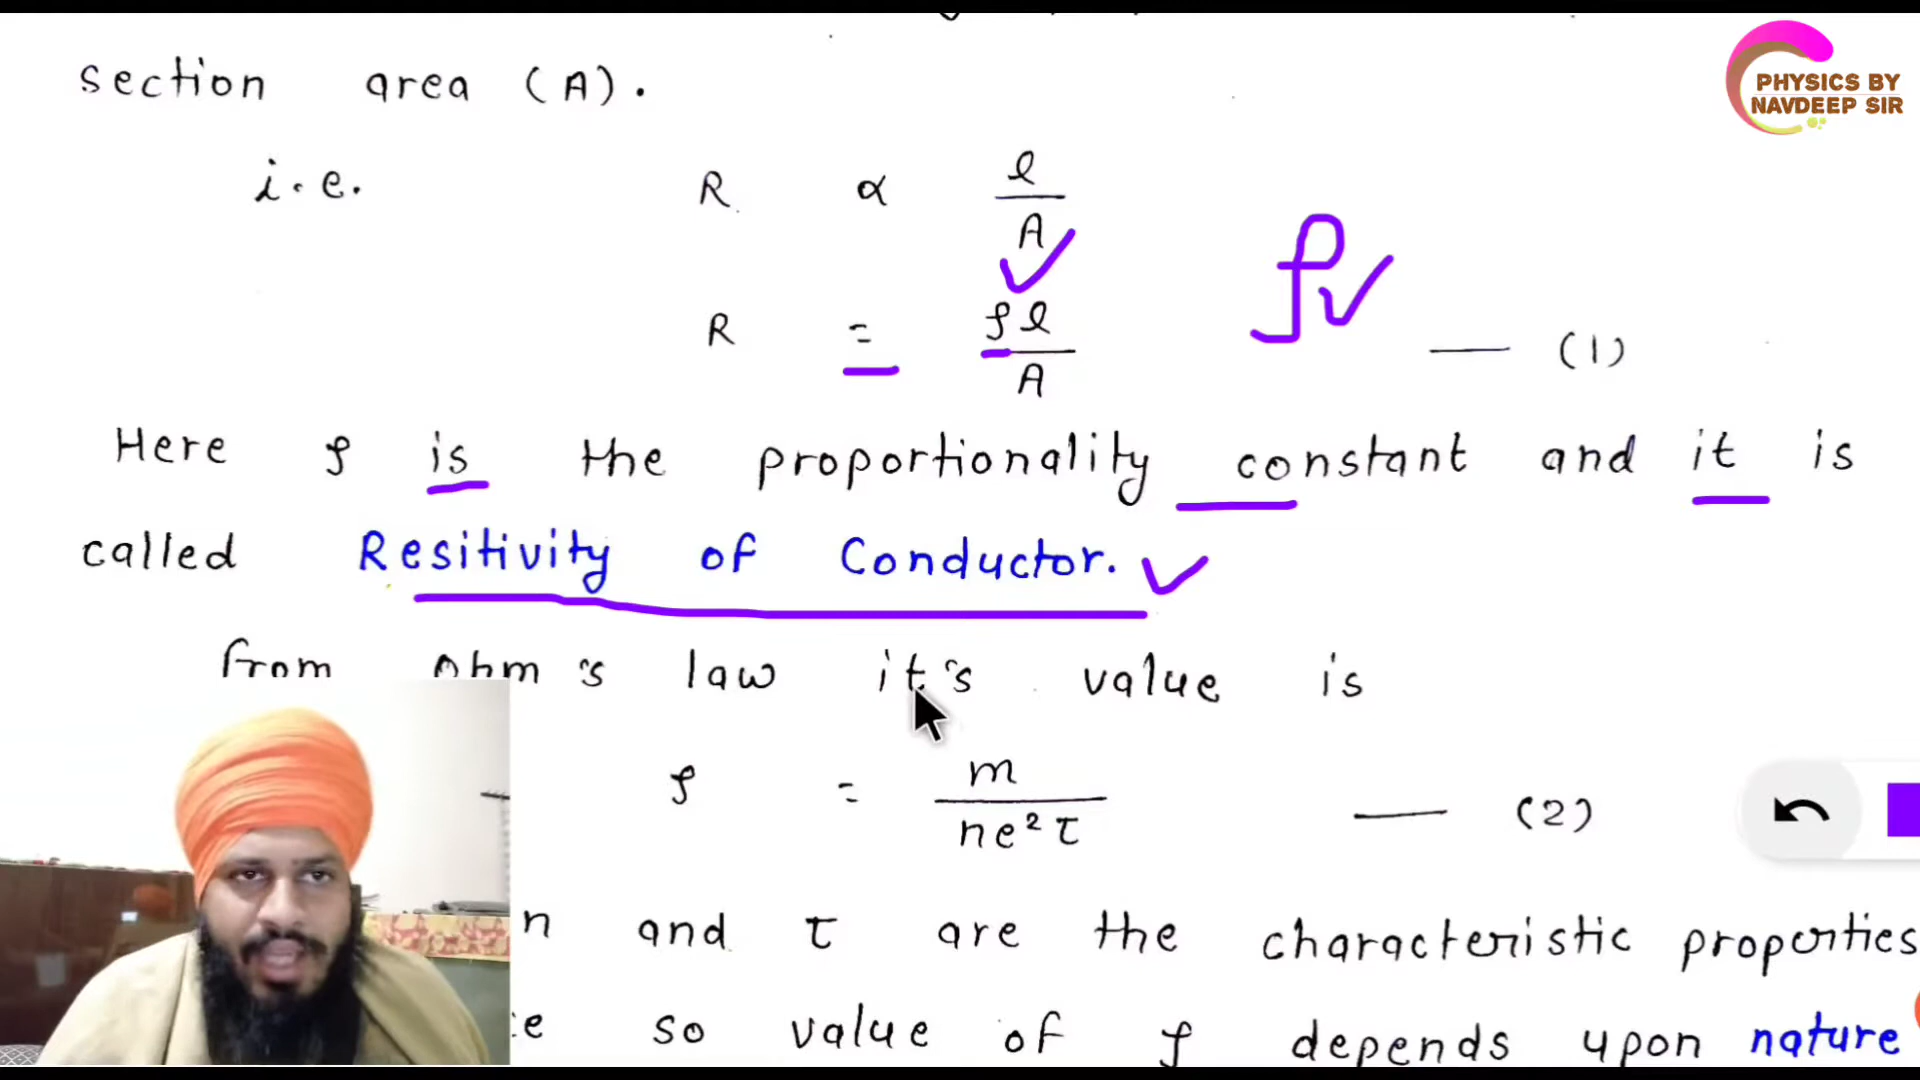 section area (A).
PHYSICS BY
NAVDEEP SIR
i.e. R α l/A
R = ρl/A — (1)
Here ρ is the proportionality constant and it is
called Resitivity of Conductor.
From ohm's law it's value is
ρ = m/ne²τ — (2)
n and τ are the characteristic properties
so value of ρ depends upon nature